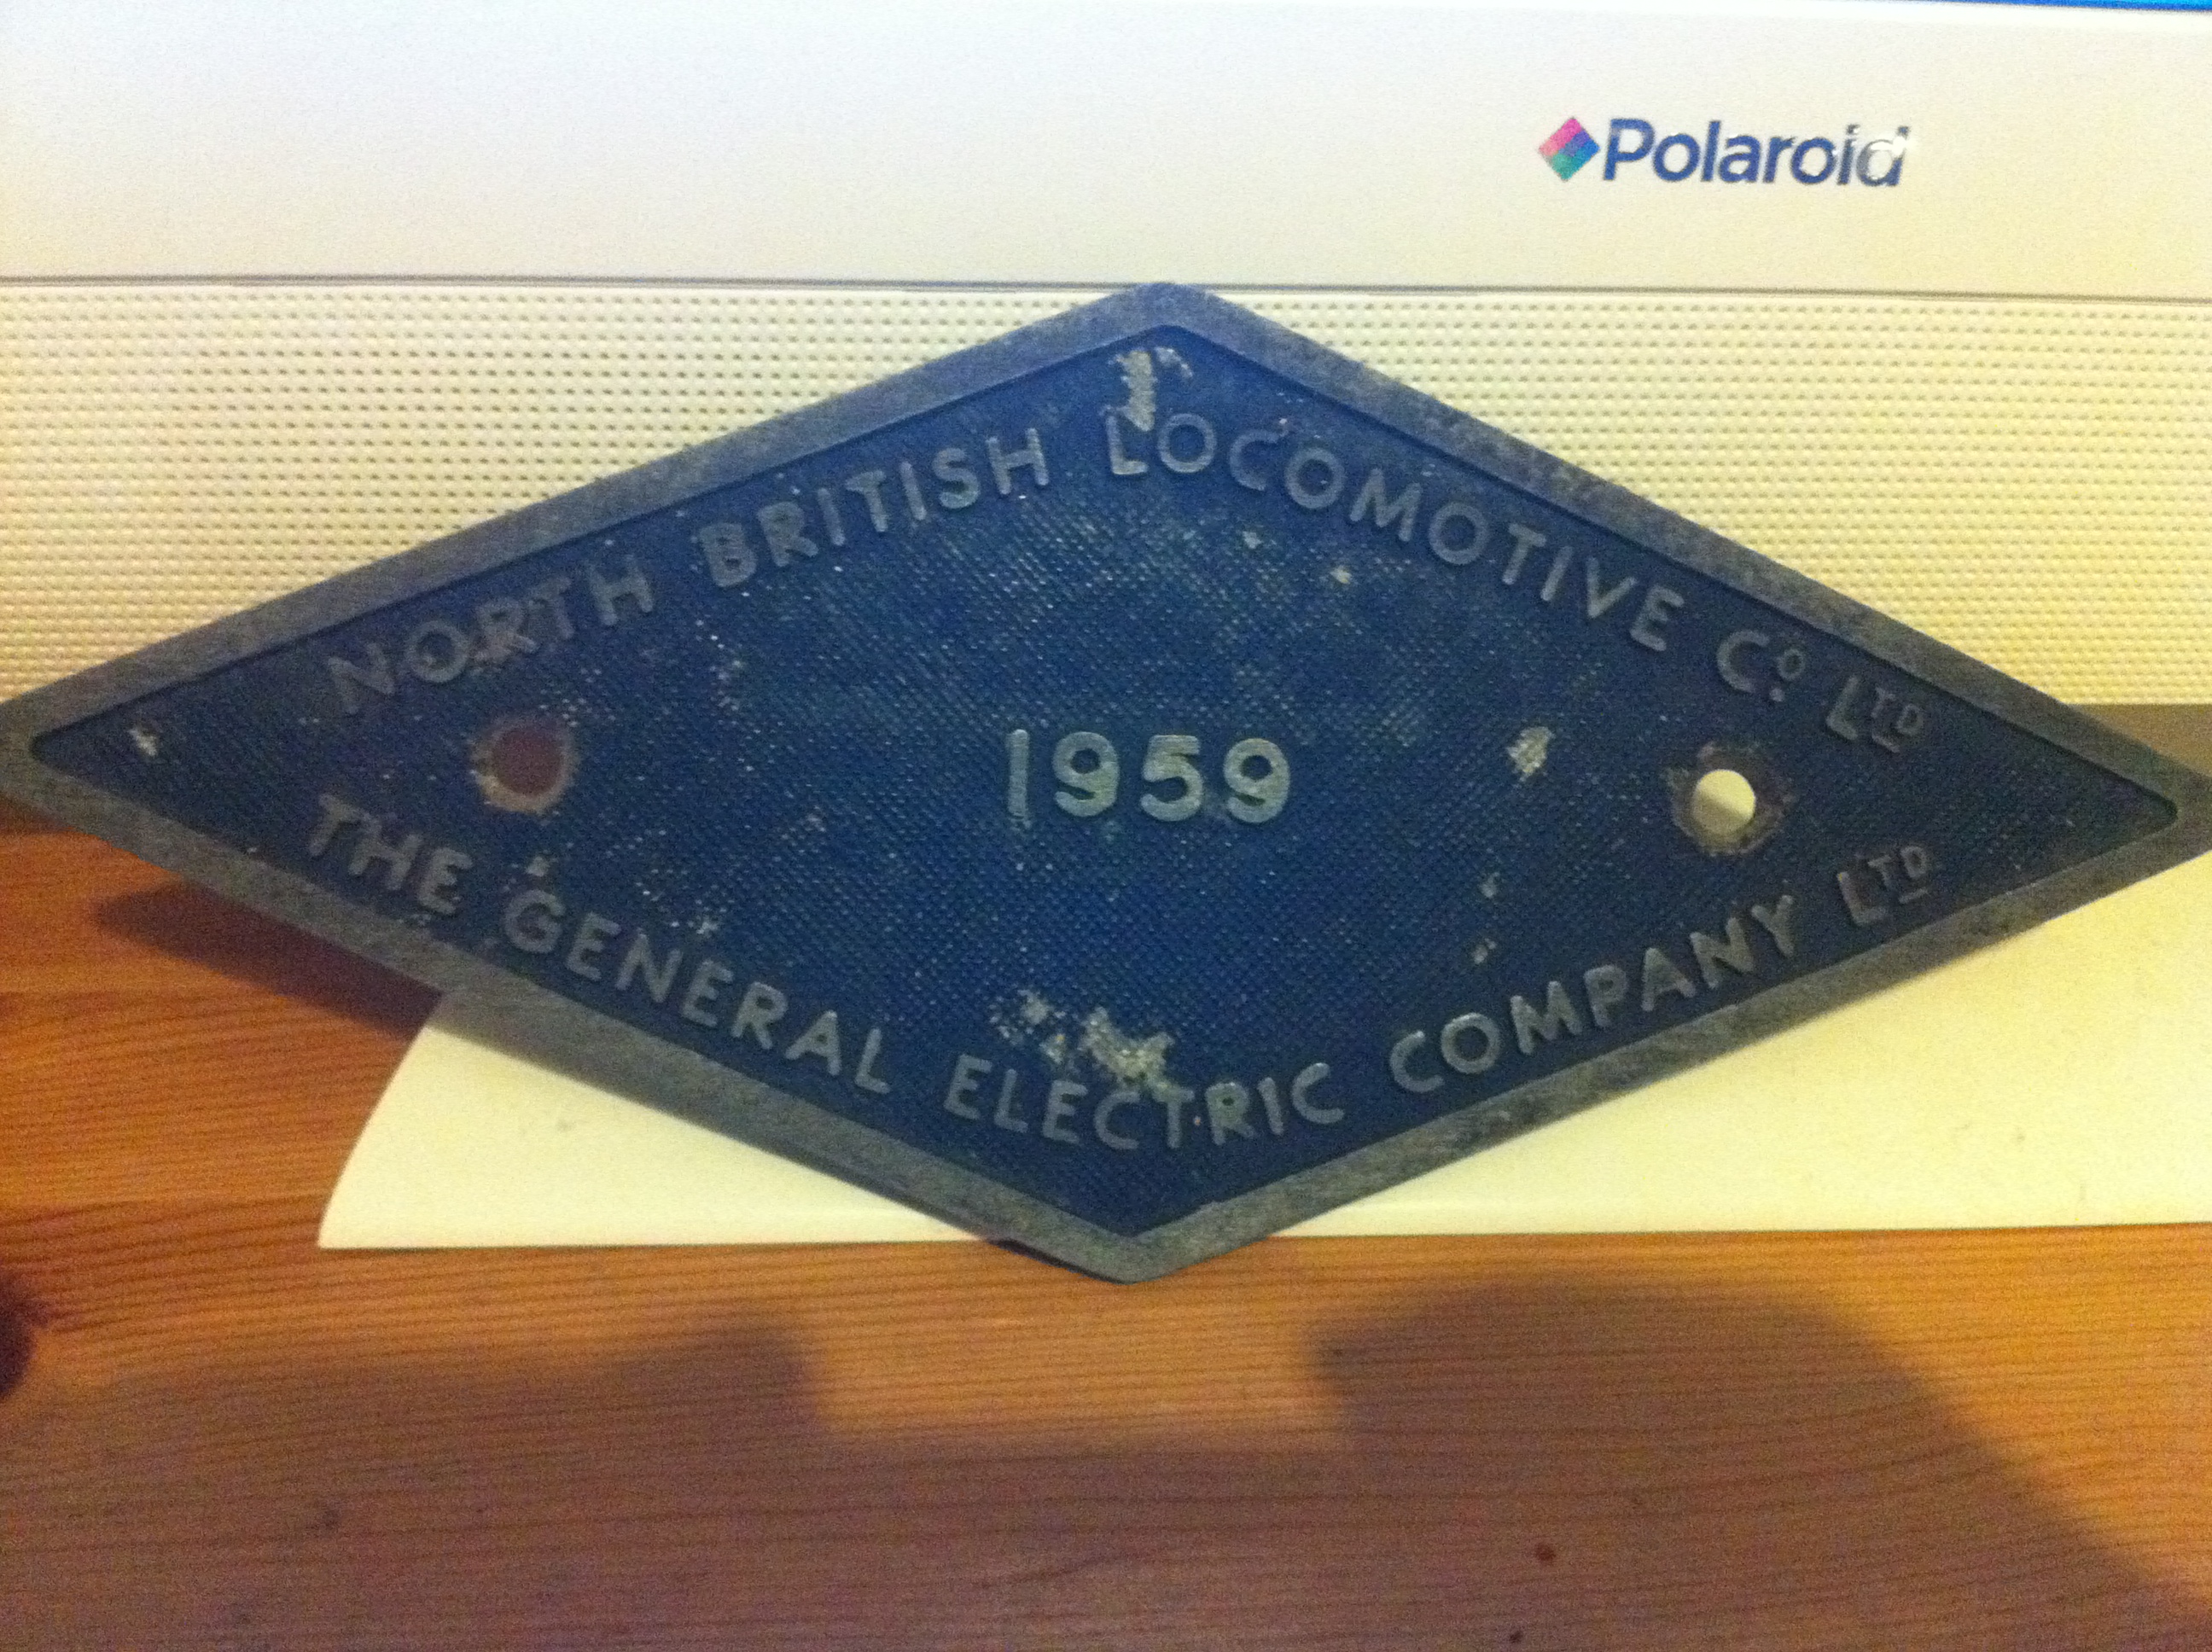 Polaroid
NORTH BRITISH LOCOMOTIVE Cº LTD
1959
THE GENERAL ELECTRIC COMPANY LTD